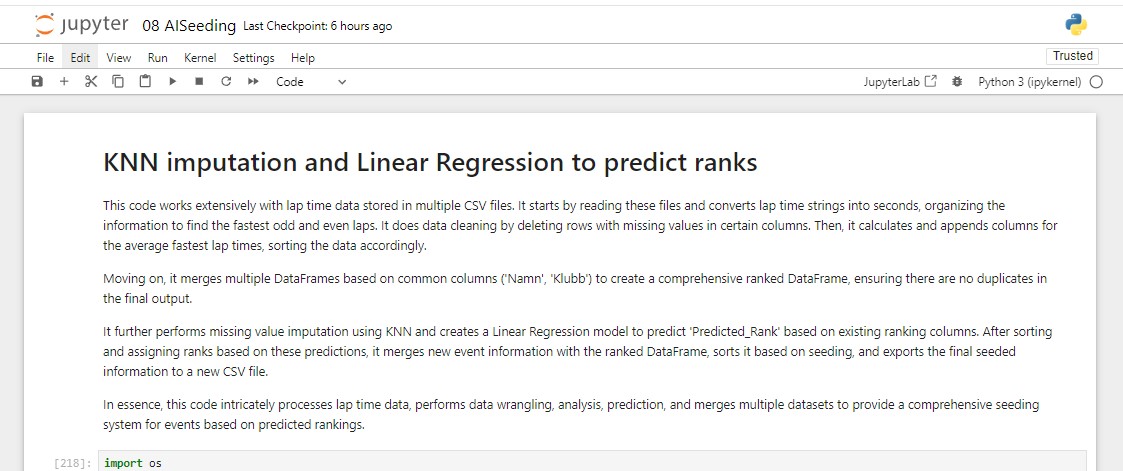 jupyter 08 AISeeding Last Checkpoint: 6 hours ago
File Edit View Run Kernel Settings Help Trusted
Code JupyterLab Python 3 (ipykernel)
KNN imputation and Linear Regression to predict ranks
This code works extensively with lap time data stored in multiple CSV files. It starts by reading these files and converts lap time strings into seconds, organizing the
information to find the fastest odd and even laps. It does data cleaning by deleting rows with missing values in certain columns. Then, it calculates and appends columns for
the average fastest lap times, sorting the data accordingly.
Moving on, it merges multiple DataFrames based on common columns ('Namn', 'Klubb') to create a comprehensive ranked DataFrame, ensuring there are no duplicates in
the final output.
It further performs missing value imputation using KNN and creates a Linear Regression model to predict 'Predicted_Rank' based on existing ranking columns. After sorting
and assigning ranks based on these predictions, it merges new event information with the ranked DataFrame, sorts it based on seeding, and exports the final seeded
information to a new CSV file.
In essence, this code intricately processes lap time data, performs data wrangling, analysis, prediction, and merges multiple datasets to provide a comprehensive seeding
system for events based on predicted rankings.
[218]: import os